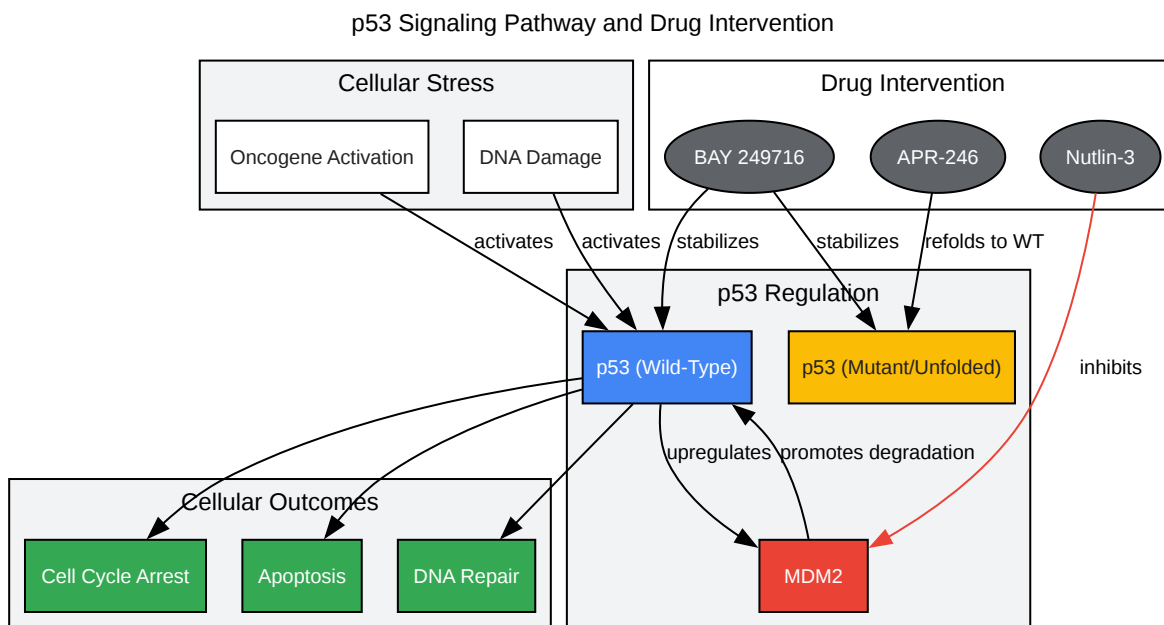 p53 Signaling Pathway and Drug Intervention
Cellular Stress
Drug Intervention
Oncogene Activation
DNA Damage
BAY 249716
APR-246
Nutlin-3
activates
activates
stabilizes
stabilizes
refolds to WT
p53 Regulation
p53 (Wild-Type)
p53 (Mutant/Unfolded)
inhibits
upregulates
promotes degradation
Cellular Outcomes
Cell Cycle Arrest
Apoptosis
DNA Repair
MDM2